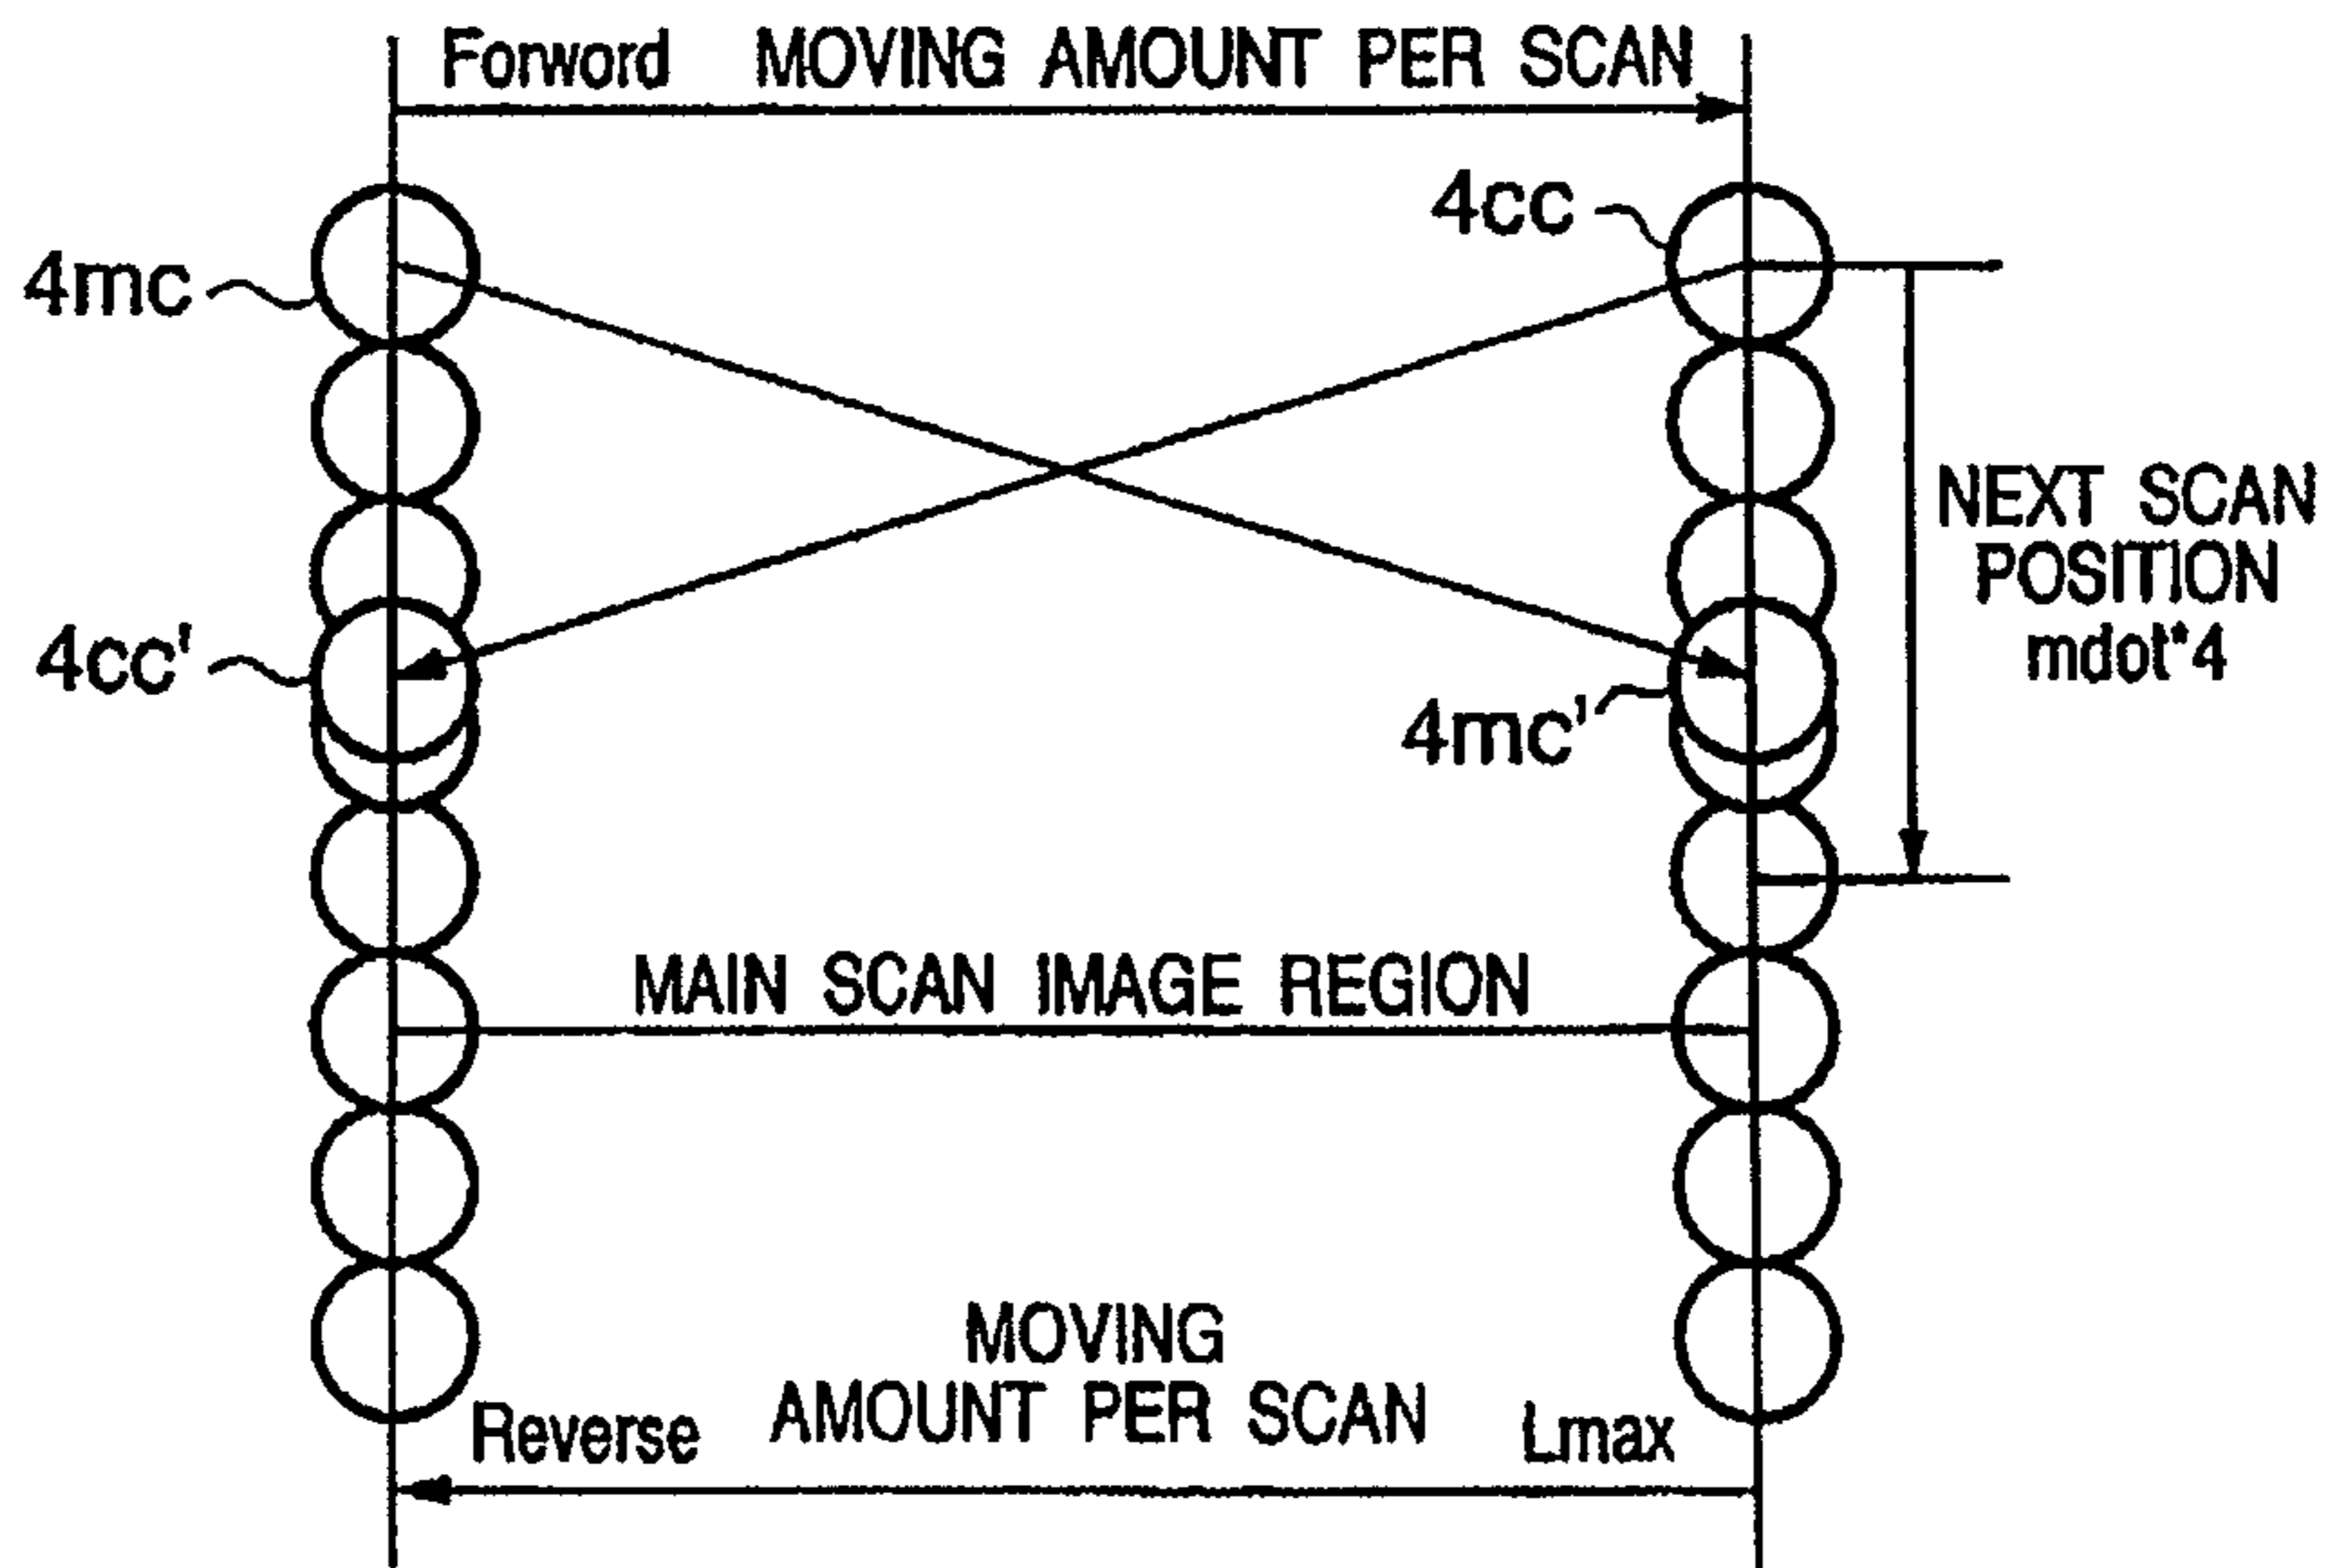 Forword MOVING AMOUNT PER SCAN
4cc
4mc
NEXT SCAN
POSITION
mdot*4
4cc'
4mc'
MAIN SCAN IMAGE REGION
MOVING
AMOUNT PER SCAN
Reverse
Lmax